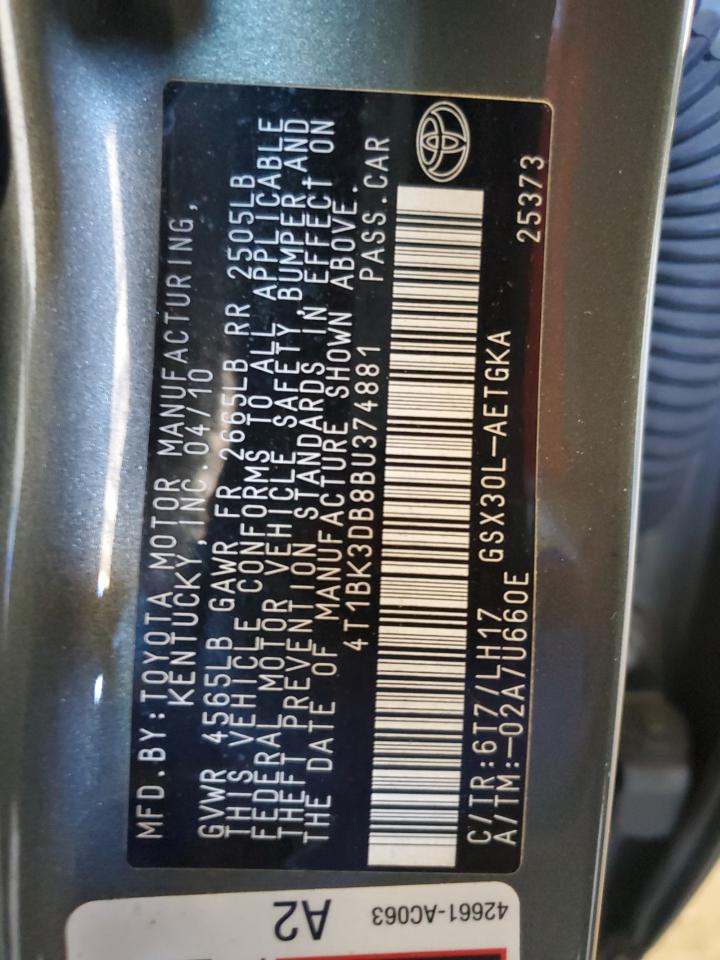 MFD.BY:TOYOTA MOTOR MANUFACTURING,
KENTUCKY,INC.04/10
GVWR 4565LB GAWR FR 2665LB RR 2505LB
THIS VEHICLE CONFORMS TO ALL APPLICABLE
FEDERAL MOTOR VEHICLE SAFETY,BUMPER AND
THEFT PREVENTION STANDARDS IN EFFECT ON
THE DATE OF MANUFACTURE SHOWN ABOVE.
4T1BK3DB8BU374881 PASS.CAR
C/TR:6T7/LH17 GSX30L-AETGKA
A/TM:-02A/U660E 25373
42661-AC063
A2